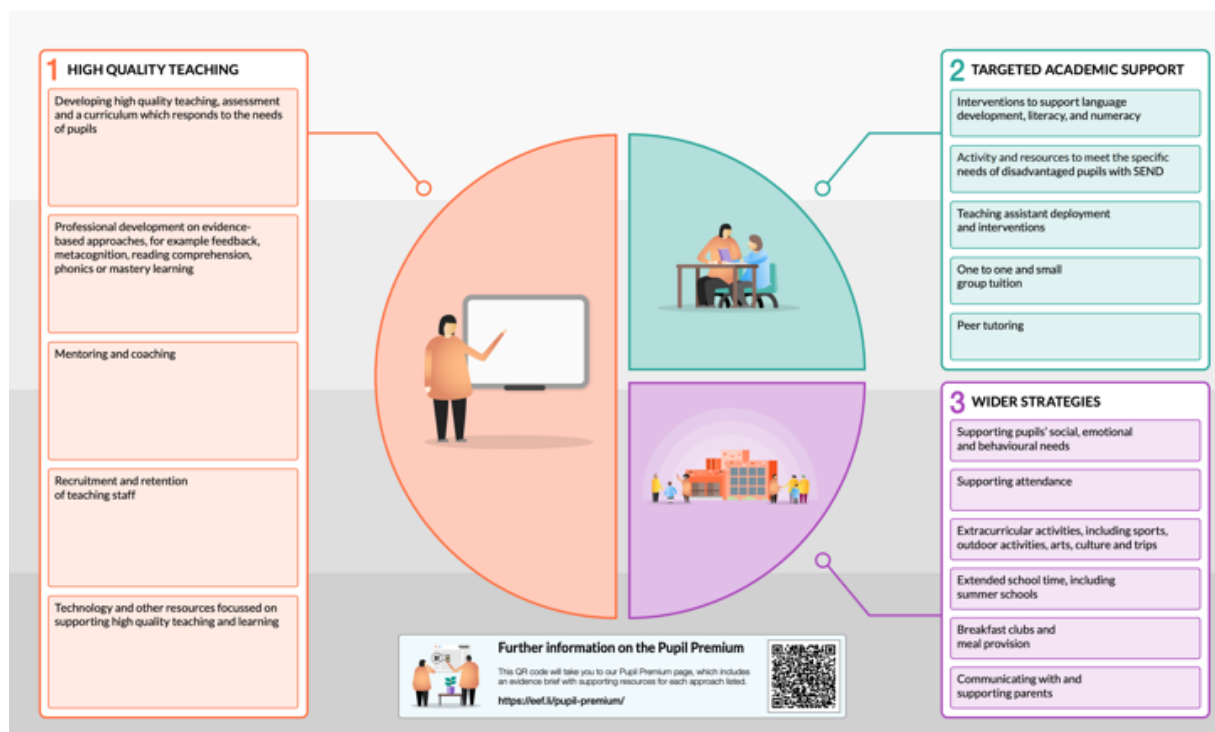 1 HIGH QUALITY TEACHING
Developing high quality teaching, assessment
and a curriculum which responds to the needs
of pupils
Professional development on evidence-
based approaches, for example feedback,
metacognition, reading comprehension,
phonics or mastery learning
Mentoring and coaching
Recruitment and retention
of teaching staff
Technology and other resources focussed on
supporting high quality teaching and learning
2 TARGETED ACADEMIC SUPPORT
Interventions to support language
development, literacy, and numeracy
Activity and resources to meet the specific
needs of disadvantaged pupils with SEND
Teaching assistant deployment
and interventions
One to one and small
group tuition
Peer tutoring
3 WIDER STRATEGIES
Supporting pupils' social, emotional
and behavioural needs
Supporting attendance
Extracurricular activities, including sports,
outdoor activities, arts, culture and trips
Extended school time, including
summer schools
Breakfast clubs and
meal provision
Communicating with and
supporting parents
Further information on the Pupil Premium
This QR code will take you to our Pupil Premium page, which includes
an evidence brief with supporting resources for each approach listed.
https://eef.li/pupil-premium/